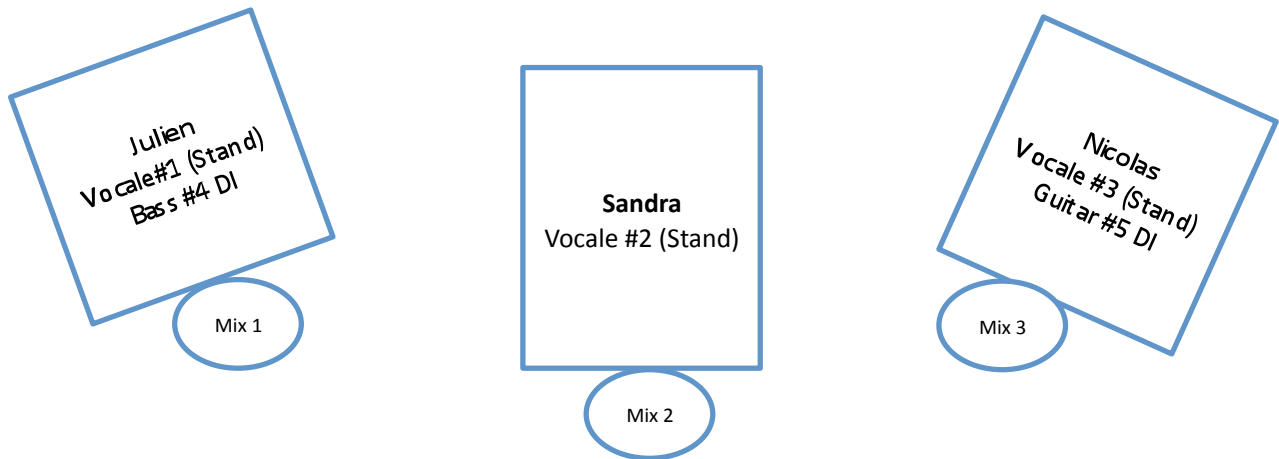 Julien
Vocale#1 (Stand)
Bass #4 DI
Mix 1
Sandra
Vocale #2 (Stand)
Mix 2
Nicolas
Vocale #3 (Stand)
Guitar #5 DI
Mix 3